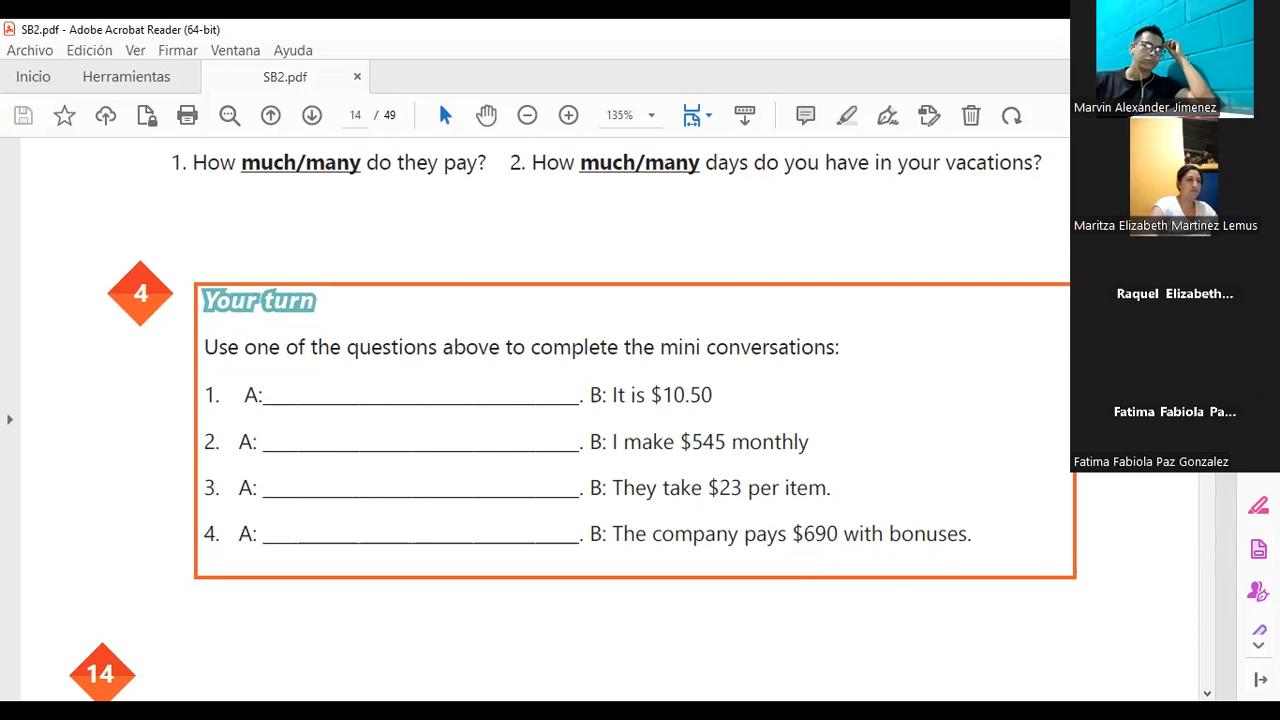 SB2.pdf - Adobe Acrobat Reader (64-bit)
Archivo Edición Ver Firmar Ventana Ayuda
Inicio Herramientas SB2.pdf ×
14 / 49 135%
1. How much/many do they pay? 2. How much/many days do you have in your vacations?
4
Your turn
Use one of the questions above to complete the mini conversations:
1. A:____________________________. B: It is $10.50
2. A: ____________________________. B: I make $545 monthly
3. A: ____________________________. B: They take $23 per item.
4. A: ____________________________. B: The company pays $690 with bonuses.
14
Marvin Alexander Jimenez
Maritza Elizabeth Martinez Lemus
Raquel Elizabeth...
Fatima Fabiola Pa...
Fatima Fabiola Paz Gonzalez